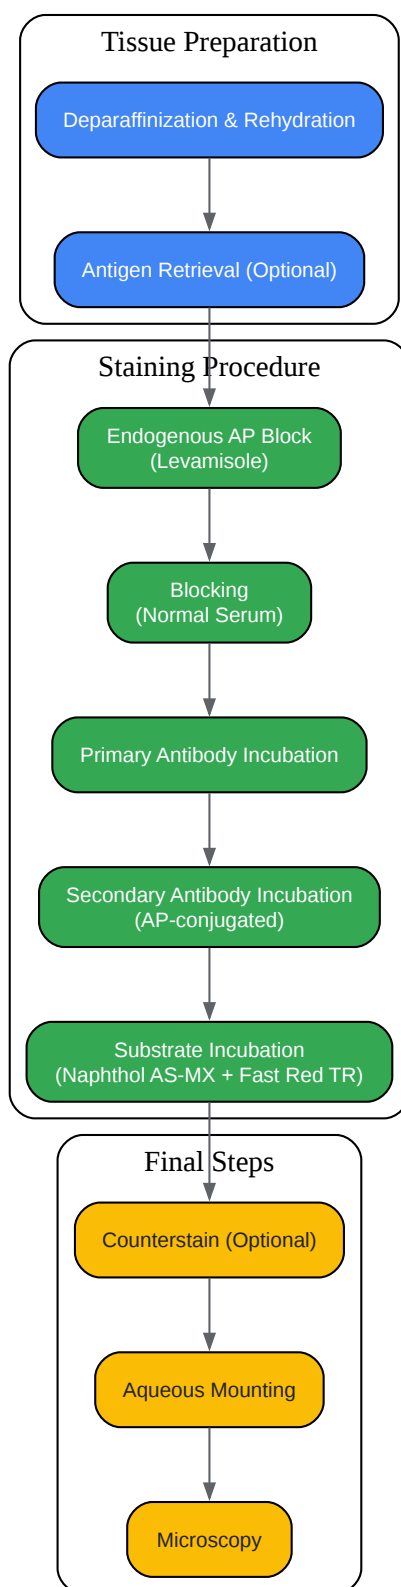 Tissue Preparation
Deparaffinization & Rehydration
Antigen Retrieval (Optional)
Staining Procedure
Endogenous AP Block
(Levamisole)
Blocking
(Normal Serum)
Primary Antibody Incubation
Secondary Antibody Incubation
(AP-conjugated)
Substrate Incubation
(Naphthol AS-MX + Fast Red TR)
Final Steps
Counterstain (Optional)
Aqueous Mounting
Microscopy